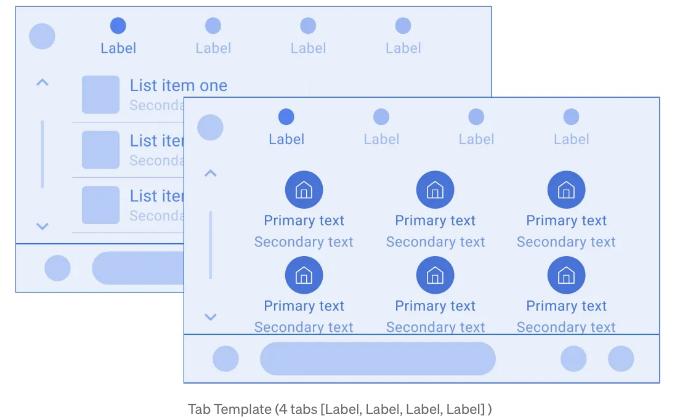 Label Label Label Label
List item one
Seconda
List iter
Seconda
List iter
Seconda
Label Label Label Label
Primary text Primary text Primary text
Secondary text Secondary text Secondary text
Primary text Primary text Primary text
Secondary text Secondary text Secondary text
Tab Template (4 tabs [Label, Label, Label, Label] )